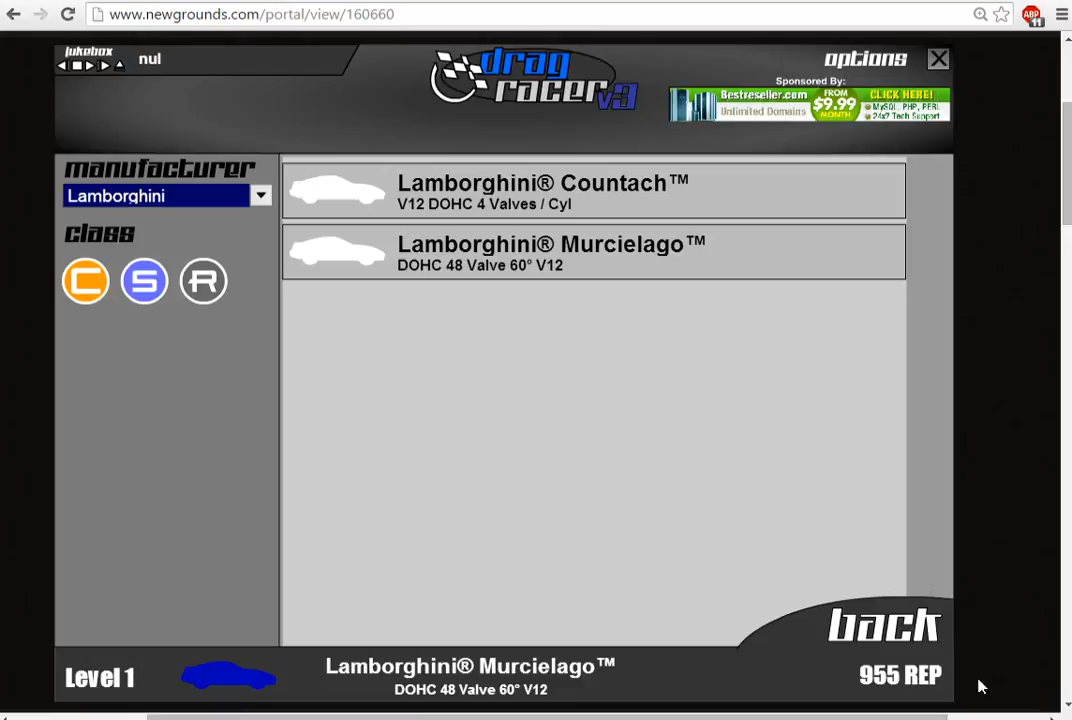 www.newgrounds.com/portal/view/160660
ABP
11
jukebox
nul
drag
racer v3
options
Sponsored By:
Bestreseller.com
Unlimited Domains
FROM
$9.99
MONTH
CLICK HERE!
MySQL, PHP, PERL
24x7 Tech Support
manufacturer
Lamborghini
class
C S R
Lamborghini® Countach™
V12 DOHC 4 Valves / Cyl
Lamborghini® Murcielago™
DOHC 48 Valve 60° V12
back
Level 1
Lamborghini® Murcielago™
DOHC 48 Valve 60° V12
955 REP